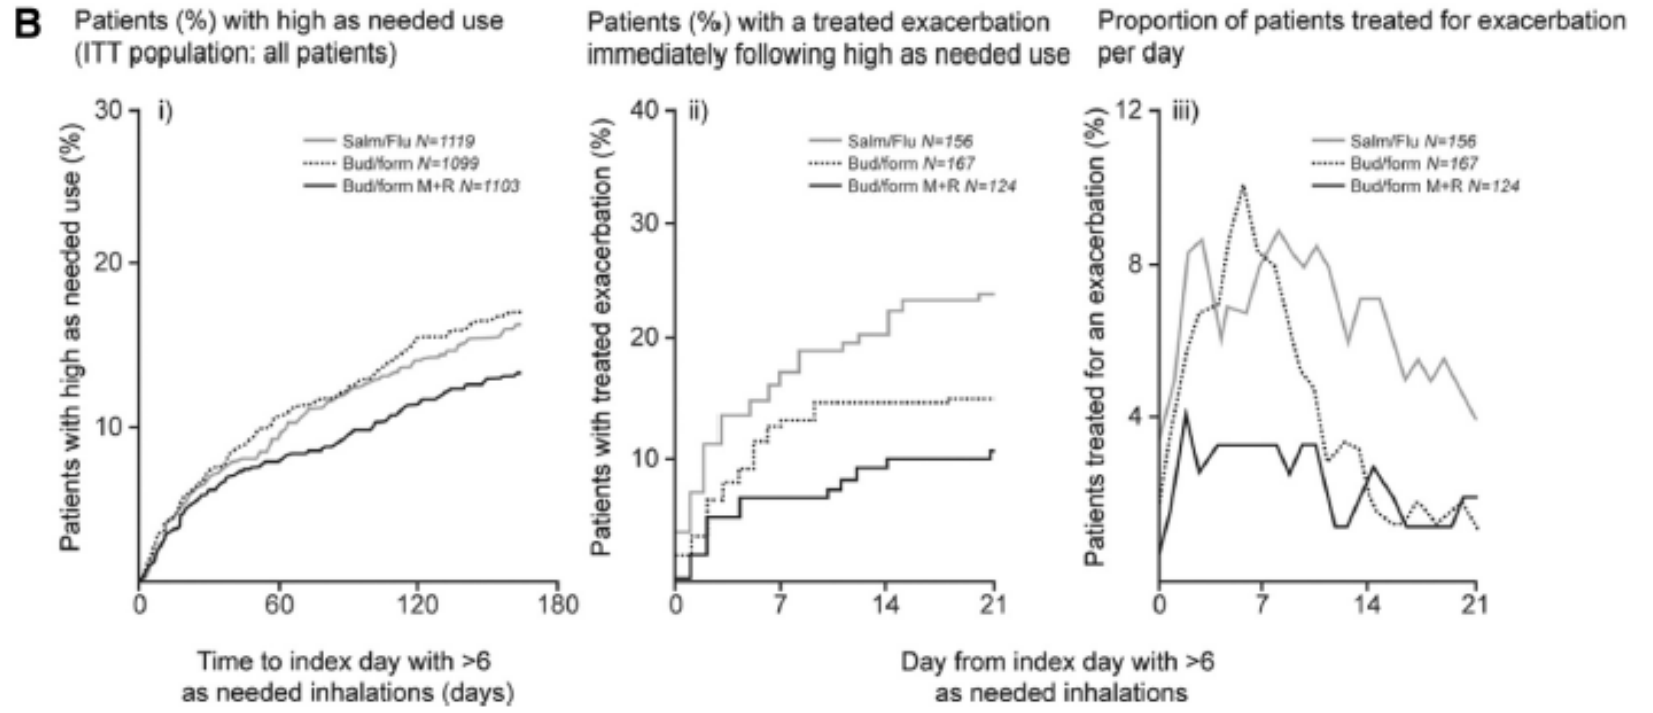 B
Patients (%) with high as needed use
(ITT population: all patients)
Patients (%) with a treated exacerbation
immediately following high as needed use
Proportion of patients treated for exacerbation
per day
i)
Patients with high as needed use (%)
30
20
10
Salm/Flu N=1119
Bud/form N=1099
Bud/form M+R N=1103
0
60
120
180
Time to index day with >6
as needed inhalations (days)
ii)
Patients with treated exacerbation (%)
40
30
20
10
Salm/Flu N=156
Bud/form N=167
Bud/form M+R N=124
0
7
14
21
iii)
Patients treated for an exacerbation (%)
12
8
4
Salm/Flu N=156
Bud/form N=167
Bud/form M+R N=124
0
7
14
21
Day from index day with >6
as needed inhalations